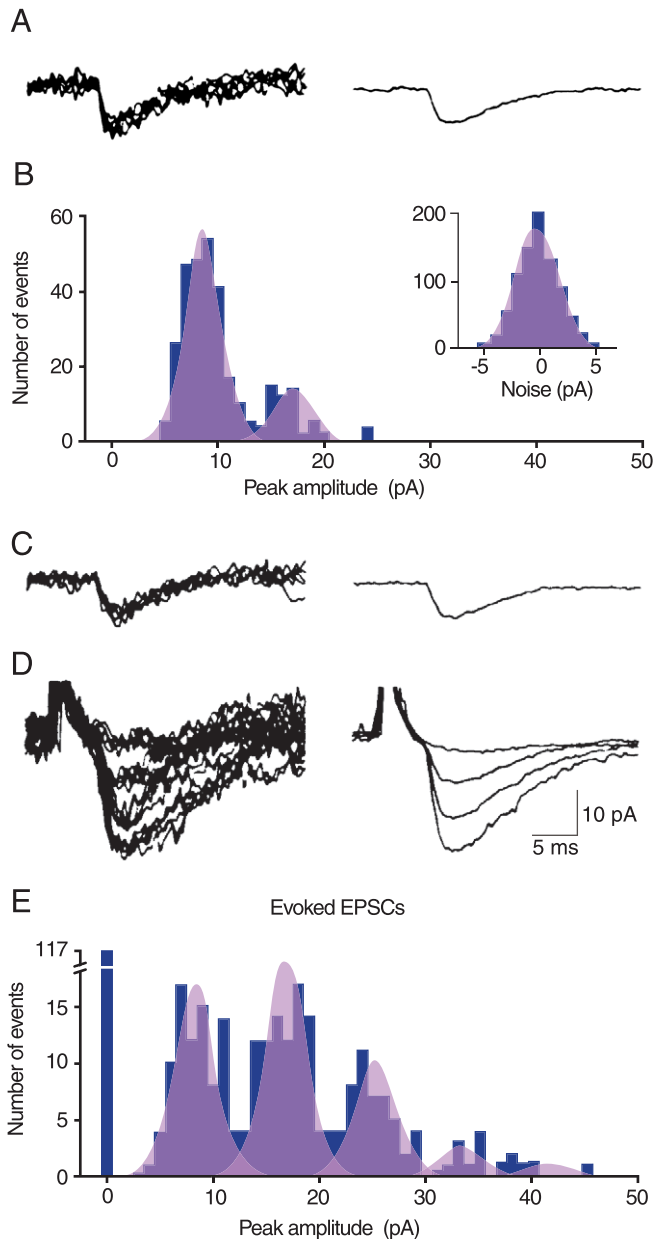 A
B
60
40
20
0
Number of events
0 10 20 30 40 50
Peak amplitude (pA)
200
100
0
-5 0 5
Noise (pA)
C
D
10 pA
5 ms
E
Evoked EPSCs
117
15
10
5
0
Number of events
0 10 20 30 40 50
Peak amplitude (pA)